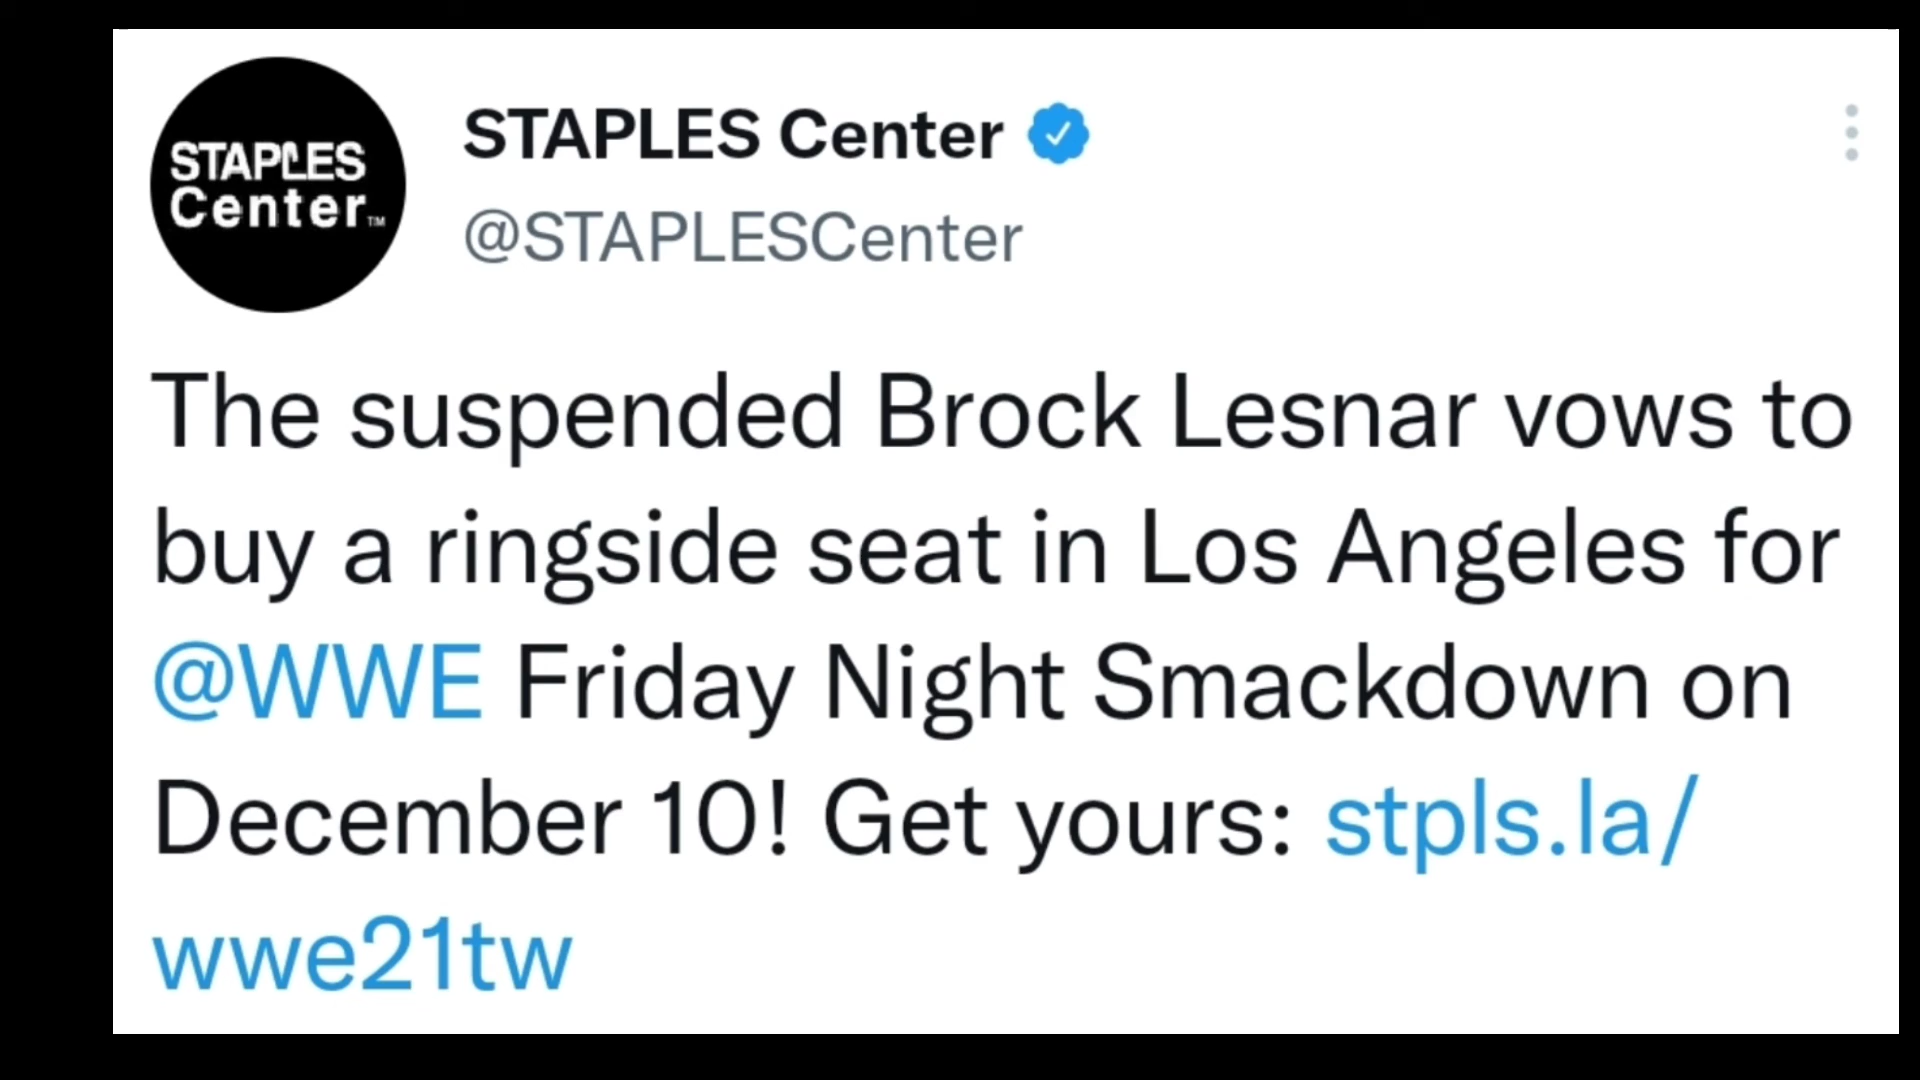 STAPLES
Center™
STAPLES Center
@STAPLESCenter
The suspended Brock Lesnar vows to
buy a ringside seat in Los Angeles for
@WWE Friday Night Smackdown on
December 10! Get yours: stpls.la/
wwe21tw